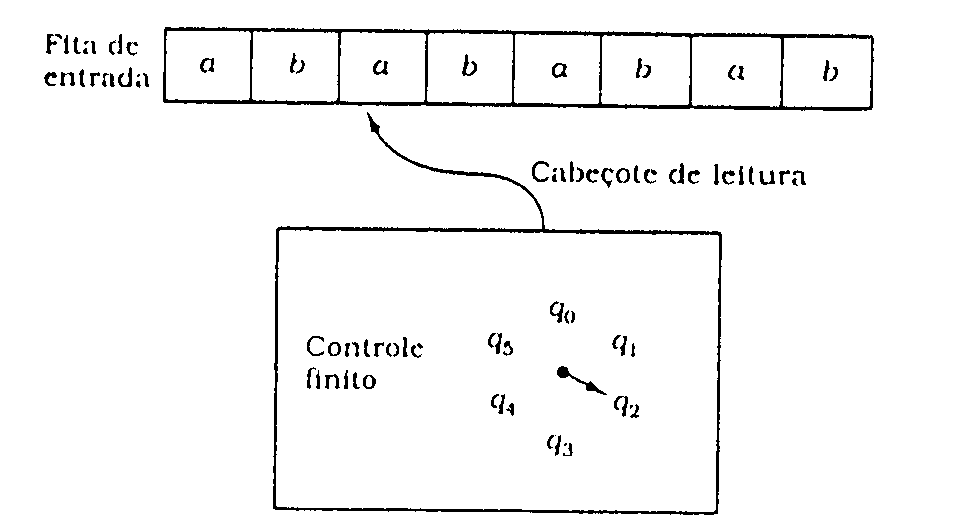 Fita de
entrada
a b a b a b a b
Cabeçote de leitura
q0
q5 q1
Controle
finito
q4 q2
q3